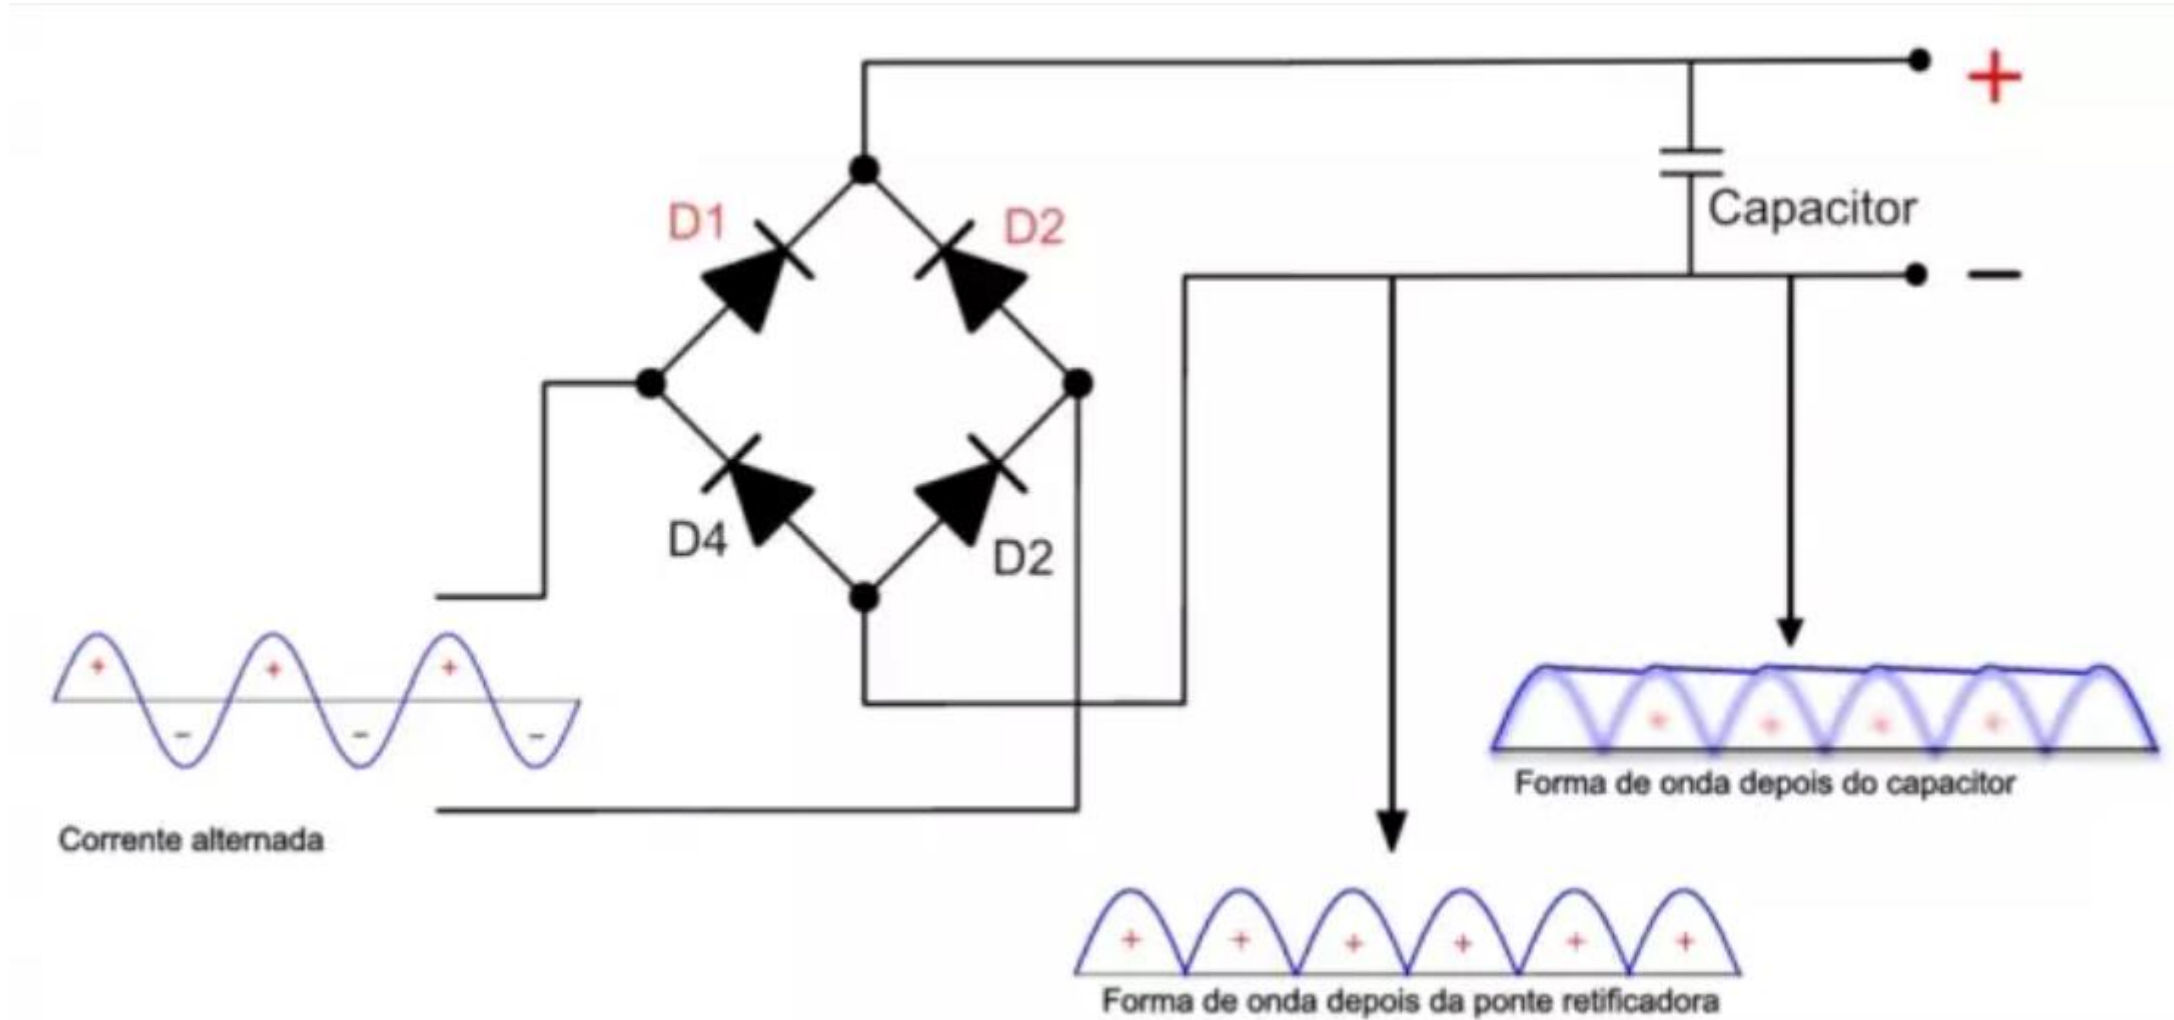 +
D1
D2
Capacitor
−
D4
D2
+ + +
− − −
Corrente alternada
+ + + +
Forma de onda depois do capacitor
+ + + + + +
Forma de onda depois da ponte retificadora